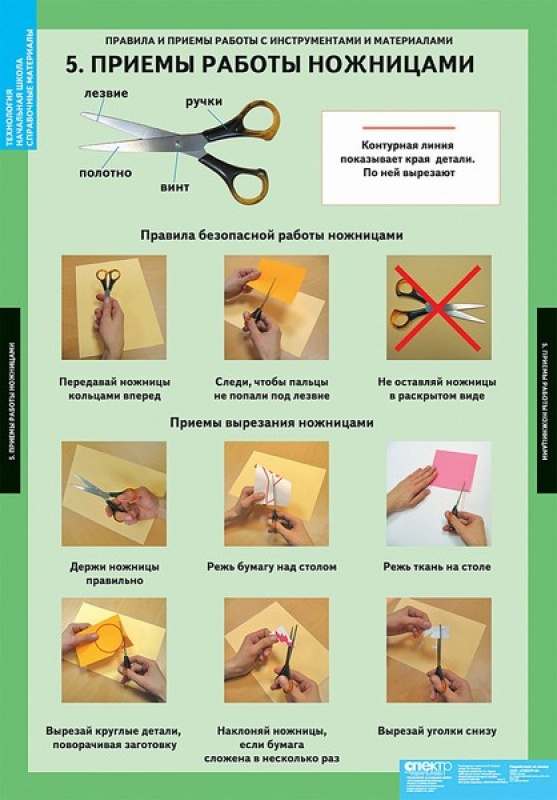 ТЕХНОЛОГИЯ
НАЧАЛЬНАЯ ШКОЛА
СПРАВОЧНЫЕ МАТЕРИАЛЫ
ПРАВИЛА И ПРИЕМЫ РАБОТЫ С ИНСТРУМЕНТАМИ И МАТЕРИАЛАМИ
5. ПРИЕМЫ РАБОТЫ НОЖНИЦАМИ
лезвие
ручки
полотно
винт
Контурная линия
показывает края детали.
По ней вырезают
Правила безопасной работы ножницами
Передавай ножницы
кольцами вперед
Следи, чтобы пальцы
не попали под лезвие
Не оставляй ножницы
в раскрытом виде
5. ПРИЕМЫ РАБОТЫ НОЖНИЦАМИ
5. ПРИЕМЫ РАБОТЫ НОЖНИЦАМИ
Приемы вырезания ножницами
Держи ножницы
правильно
Режь бумагу над столом
Режь ткань на столе
Вырезай круглые детали,
поворачивая заготовку
Наклоняй ножницы,
если бумага
сложена в несколько раз
Вырезай уголки снизу
спектр